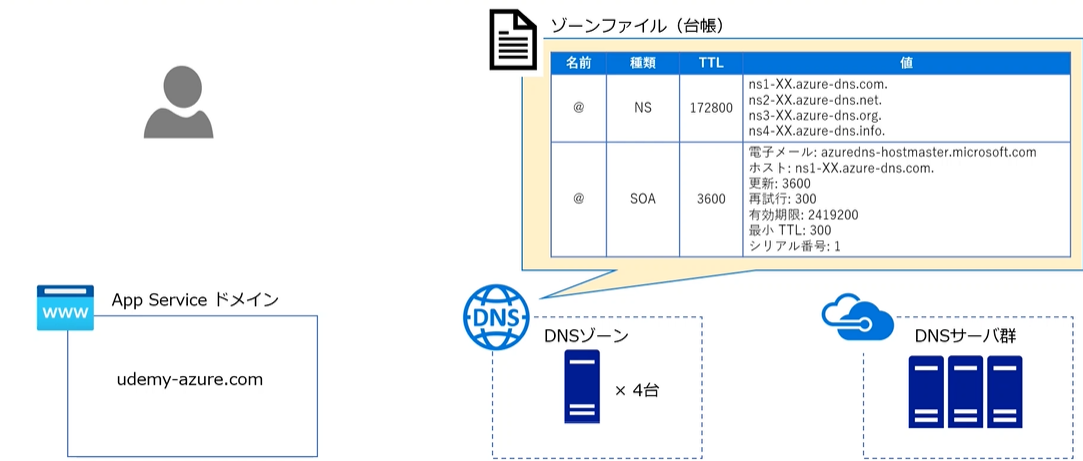 ゾーンファイル（台帳）
名前 種類 TTL 値
@ NS 172800
ns1-XX.azure-dns.com.
ns2-XX.azure-dns.net.
ns3-XX.azure-dns.org.
ns4-XX.azure-dns.info.
@ SOA 3600
電子メール: azuredns-hostmaster.microsoft.com
ホスト: ns1-XX.azure-dns.com.
更新: 3600
再試行: 300
有効期限: 2419200
最小 TTL: 300
シリアル番号: 1
WWW
App Service ドメイン
udemy-azure.com
DNS
DNSゾーン
× 4台
DNSサーバ群